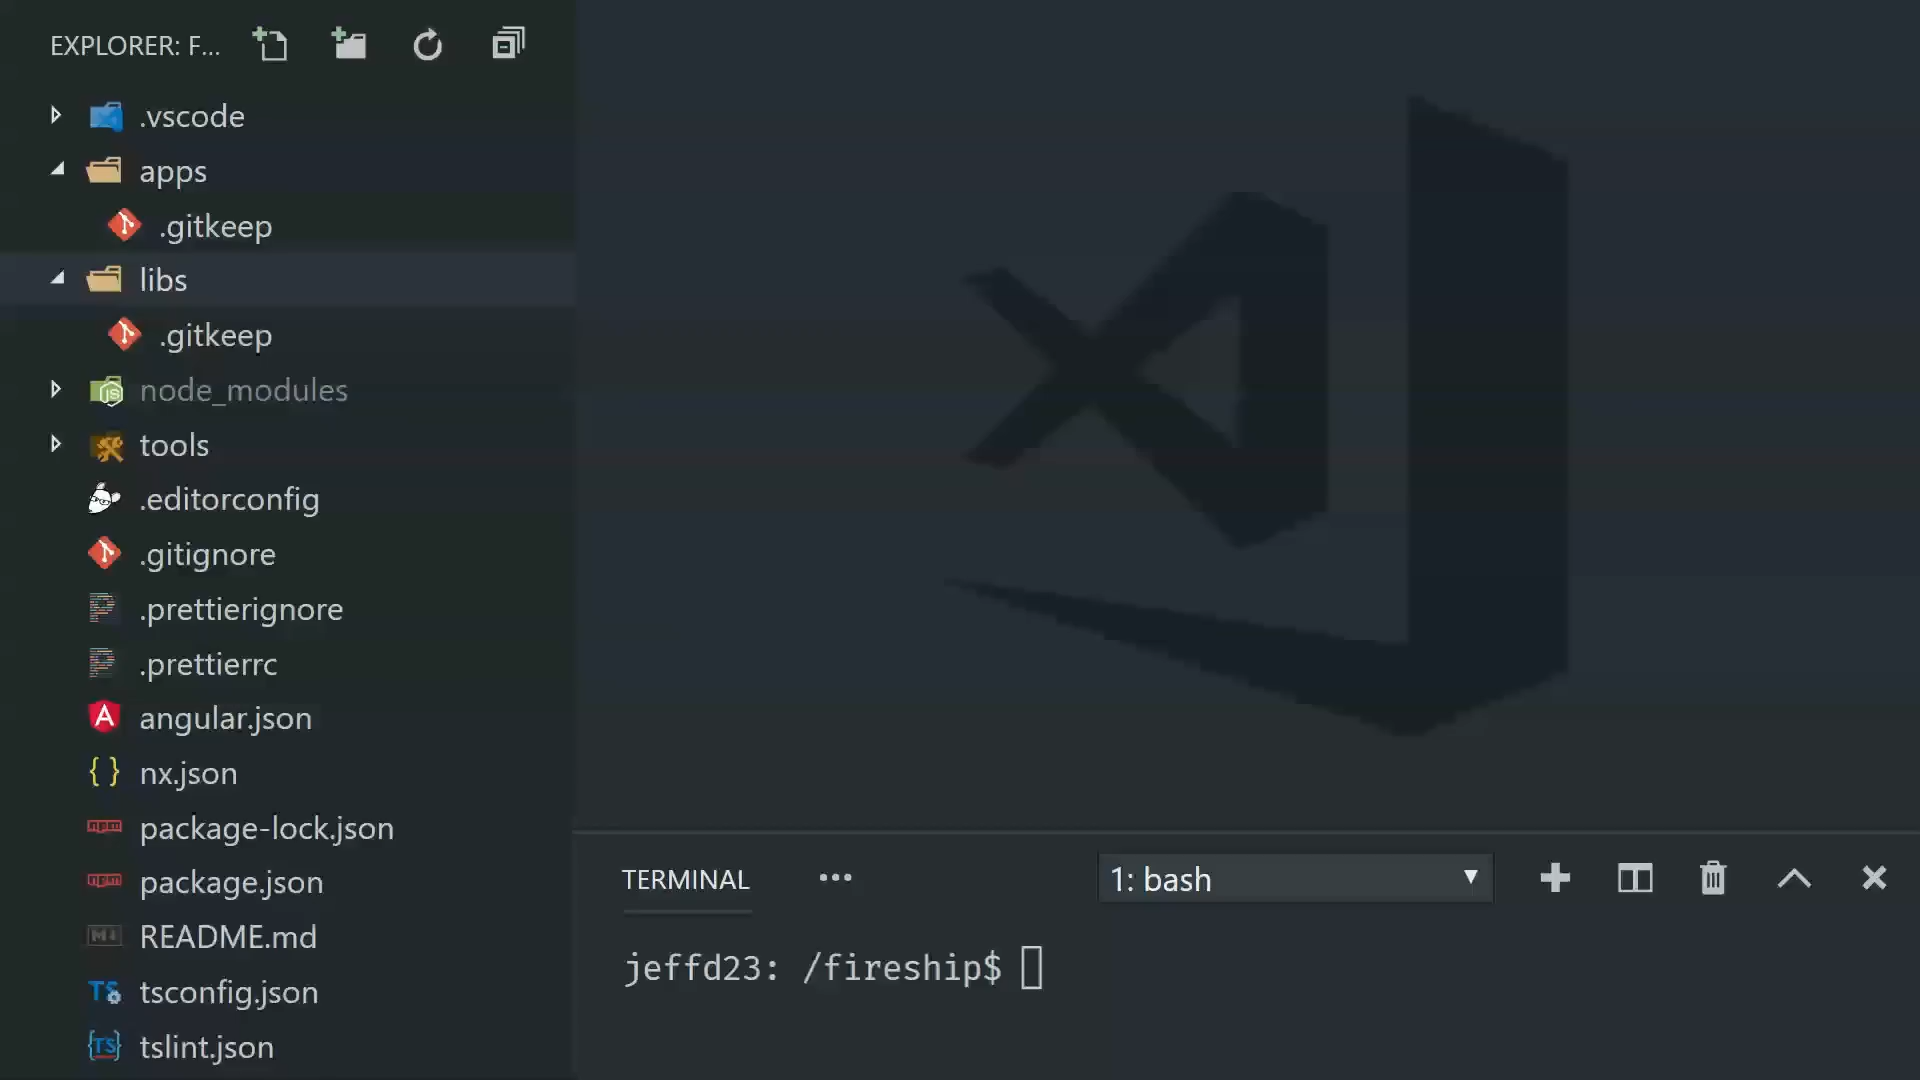 EXPLORER: F...
.vscode
apps
.gitkeep
libs
.gitkeep
node_modules
tools
.editorconfig
.gitignore
.prettierignore
.prettierrc
angular.json
nx.json
package-lock.json
package.json
README.md
tsconfig.json
tslint.json
TERMINAL
1: bash
jeffd23: /fireship$